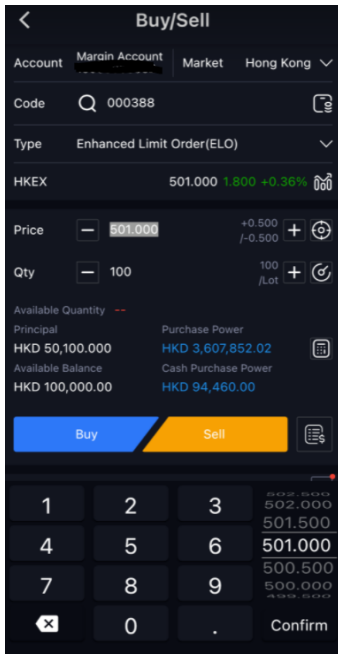 Buy/Sell
Account Margin Account Market Hong Kong
Code 000388
Type Enhanced Limit Order(ELO)
HKEX 501.000 1.800 +0.36%
Price 501.000 +0.500 /-0.500
Qty 100 100 /Lot
Available Quantity --
Principal Purchase Power
HKD 50,100.000 HKD 3,607,852.02
Available Balance Cash Purchase Power
HKD 100,000.00 HKD 94,460.00
Buy Sell
502.500
1 2 3 502.000
501.500
4 5 6 501.000
500.500
7 8 9 500.000
499.500
0 . Confirm